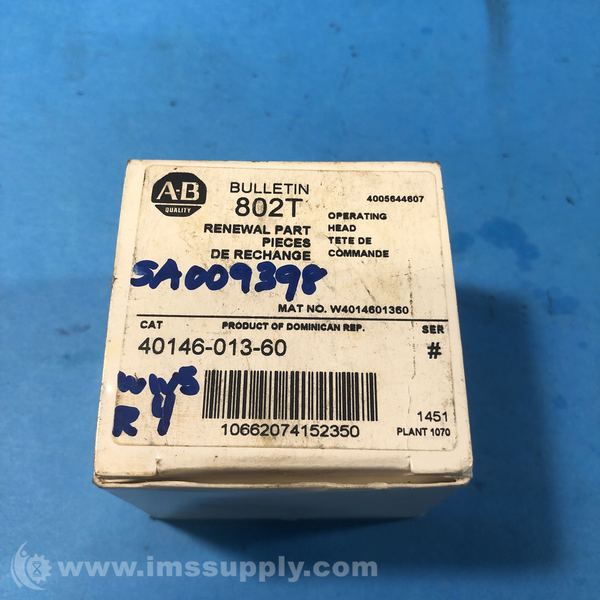 A-B
QUALITY
BULLETIN
802T
4005644607
RENEWAL PART
PIECES
DE RECHANGE
OPERATING
HEAD
TETE DE
COMMANDE
SA009398
MAT NO. W4014601360
CAT
PRODUCT OF DOMINICAN REP.
SER
40146-013-60
#
WW5
R4
10662074152350
1451
PLANT 1070
www.imssupply.com